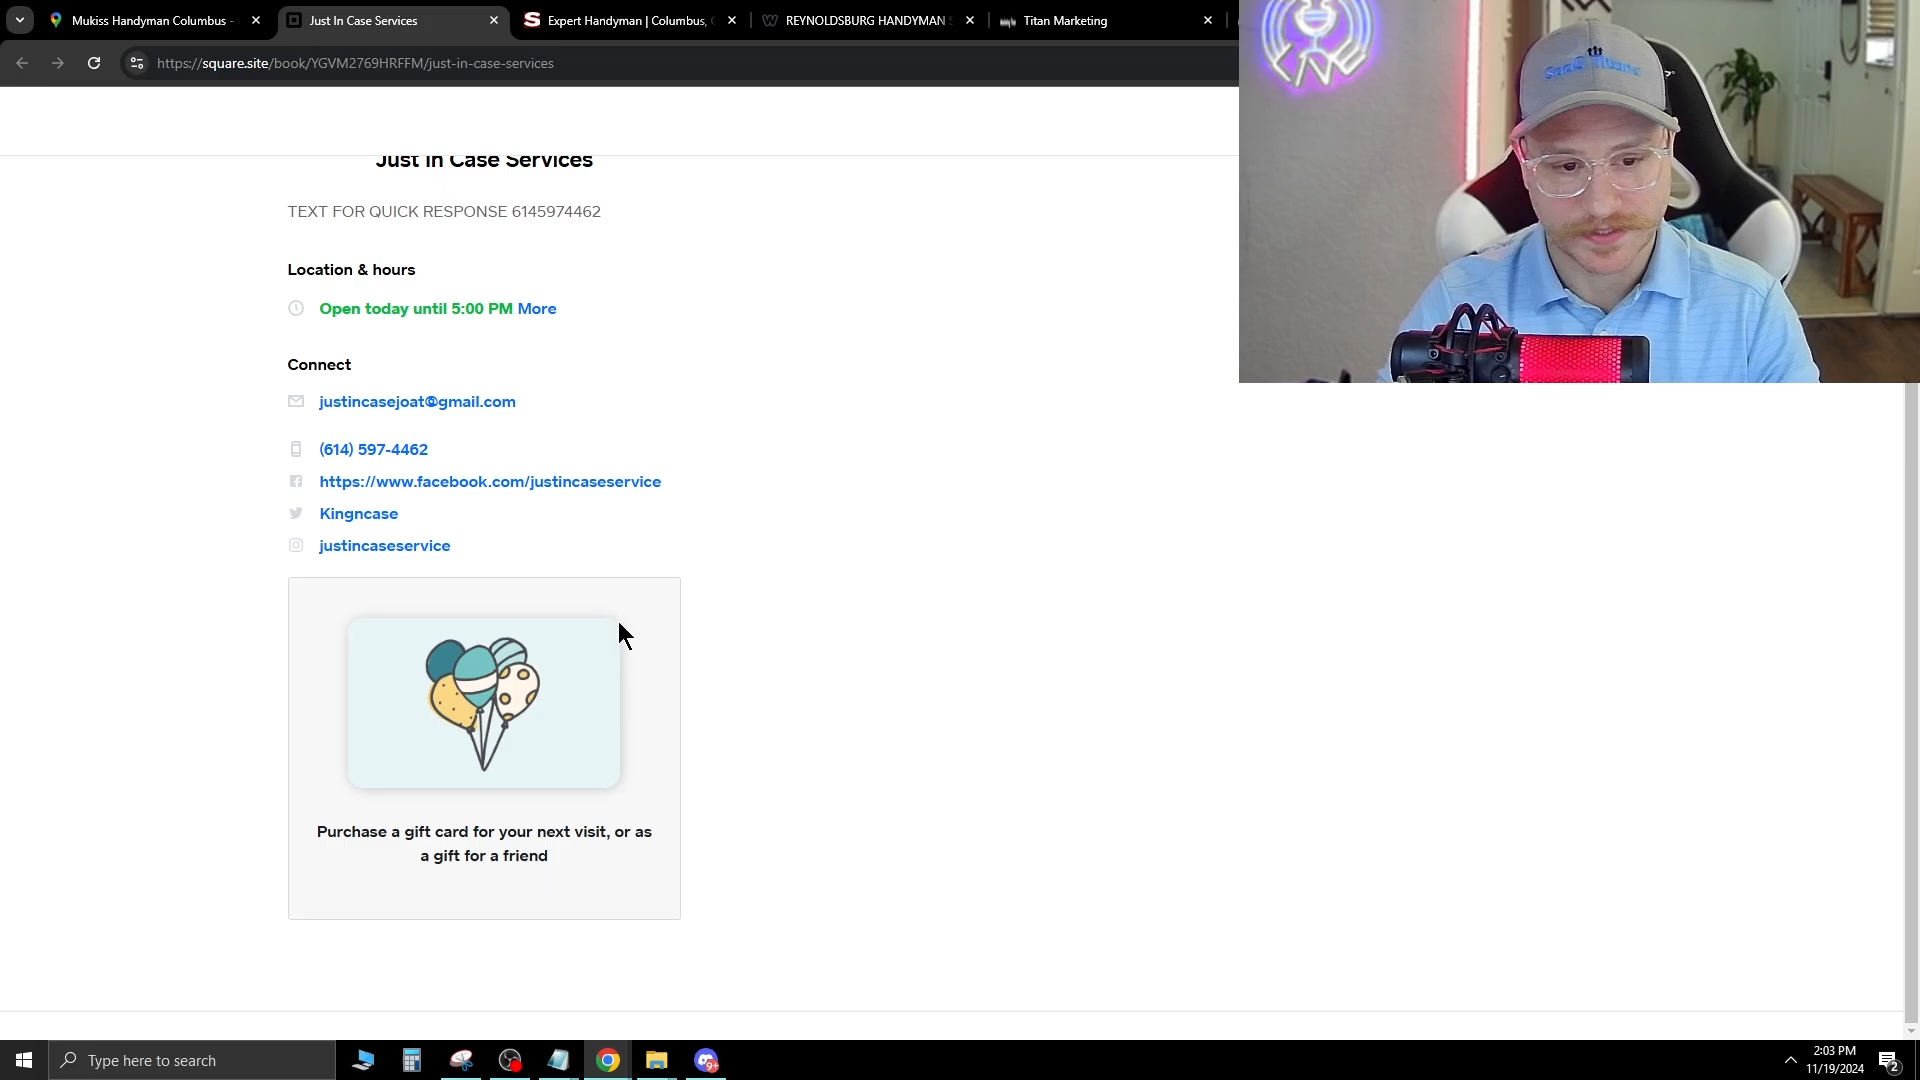 Mukiss Handyman Columbus -
Just In Case Services
Expert Handyman | Columbus,
REYNOLDSBURG HANDYMAN
Titan Marketing
https://square.site/book/YGVM2769HRFFM/just-in-case-services
SaaS Titans
Just In Case Services
TEXT FOR QUICK RESPONSE 6145974462
Location & hours
Open today until 5:00 PM More
Connect
justincasejoat@gmail.com
(614) 597-4462
https://www.facebook.com/justincaseservice
Kingncase
justincaseservice
Purchase a gift card for your next visit, or as
a gift for a friend
Type here to search
9+
2:03 PM
11/19/2024
2